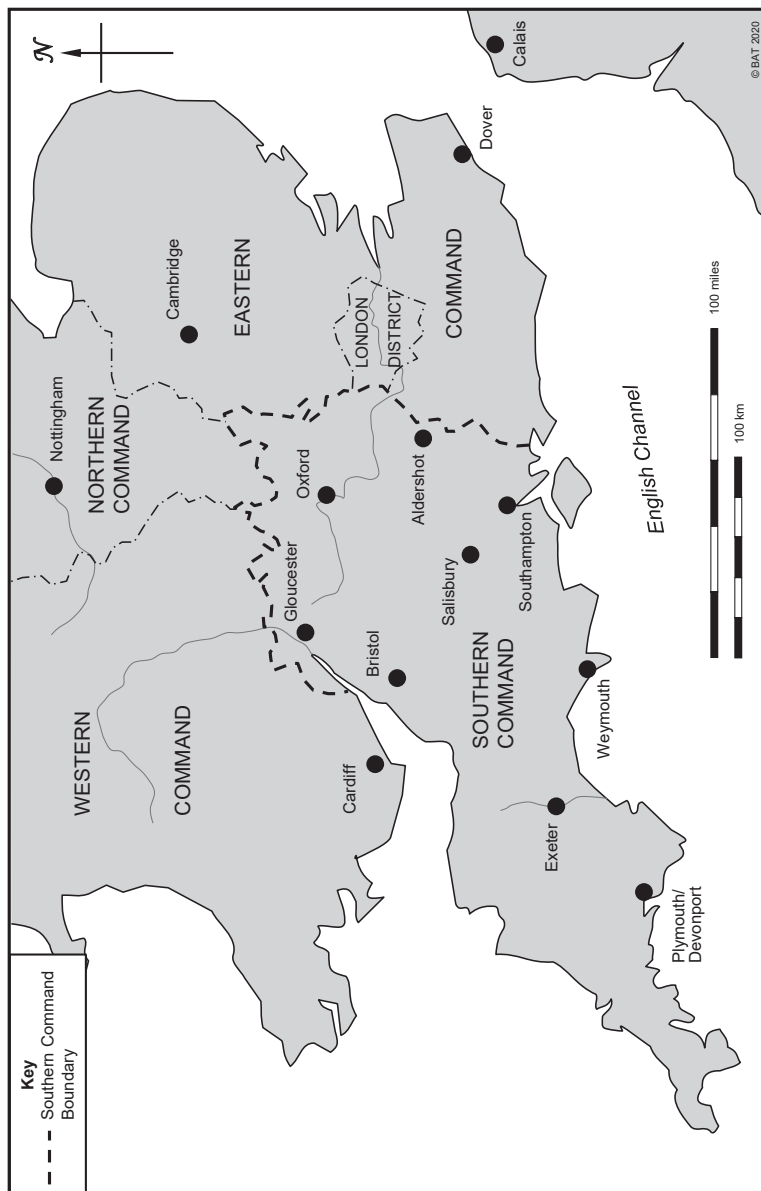 Key
Southern Command
Boundary
N
Nottingham
NORTHERN
COMMAND
Cambridge
EASTERN
WESTERN
COMMAND
Gloucester
Oxford
LONDON
DISTRICT
COMMAND
Cardiff
Bristol
Aldershot
Dover
Calais
SOUTHERN
COMMAND
Salisbury
Southampton
Exeter
Weymouth
Plymouth/
Devonport
English Channel
100 miles
100 km
© BAT 2020